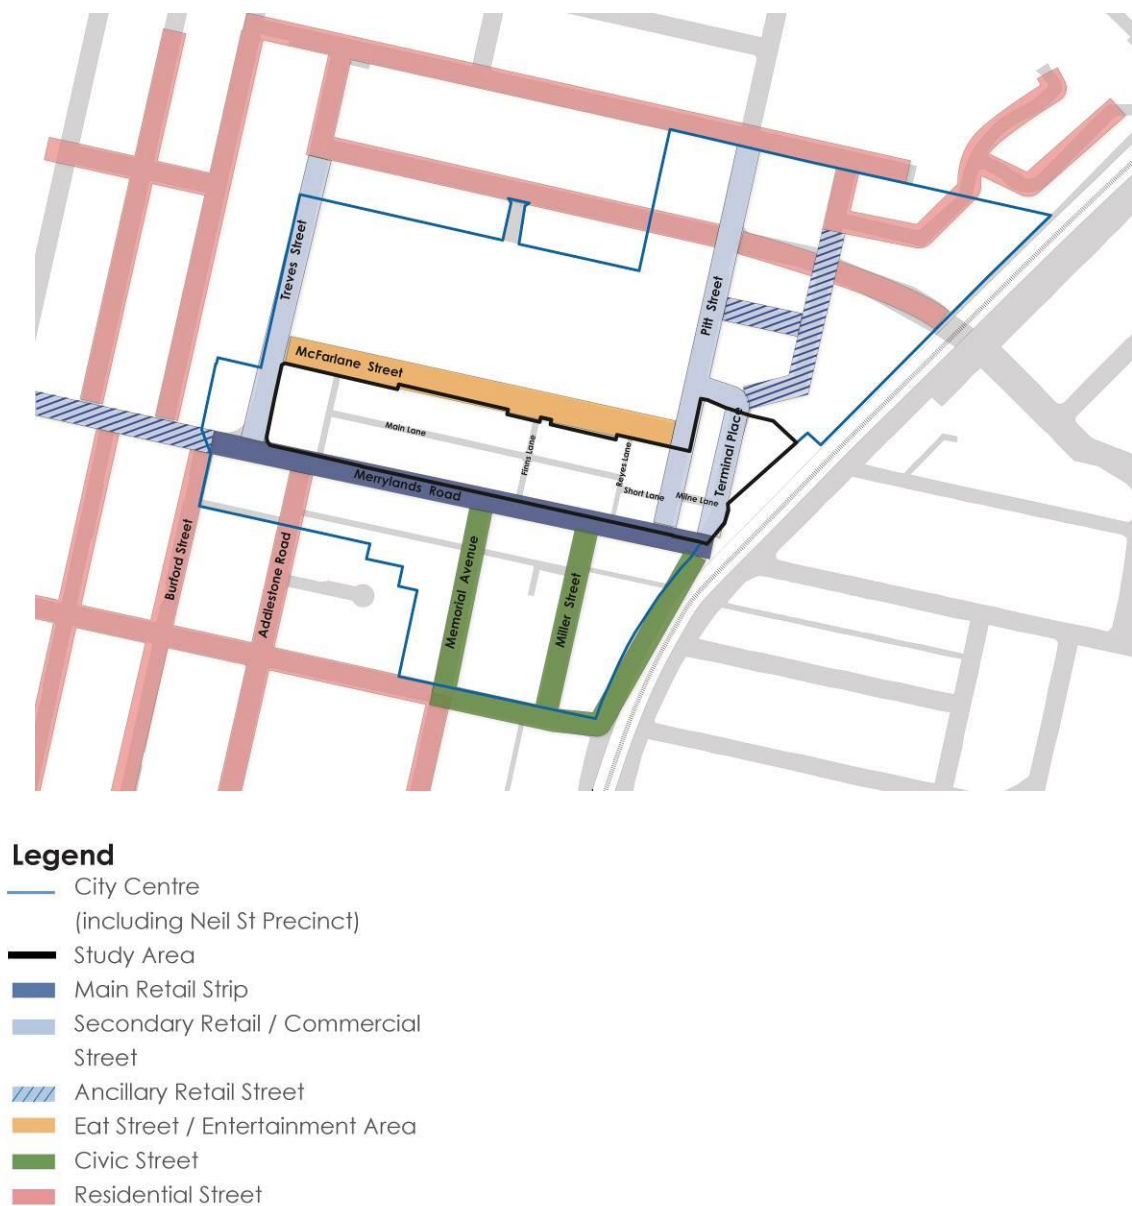 Treves Street
Pitt Street
McFarlane Street
Main Lane
Finns Lane
Reyes Lane
Terminal Place
Short Lane
Milne Lane
Merrylands Road
Burford Street
Addlestone Road
Memorial Avenue
Miller Street
Legend
City Centre
(including Neil St Precinct)
Study Area
Main Retail Strip
Secondary Retail / Commercial
Street
Ancillary Retail Street
Eat Street / Entertainment Area
Civic Street
Residential Street